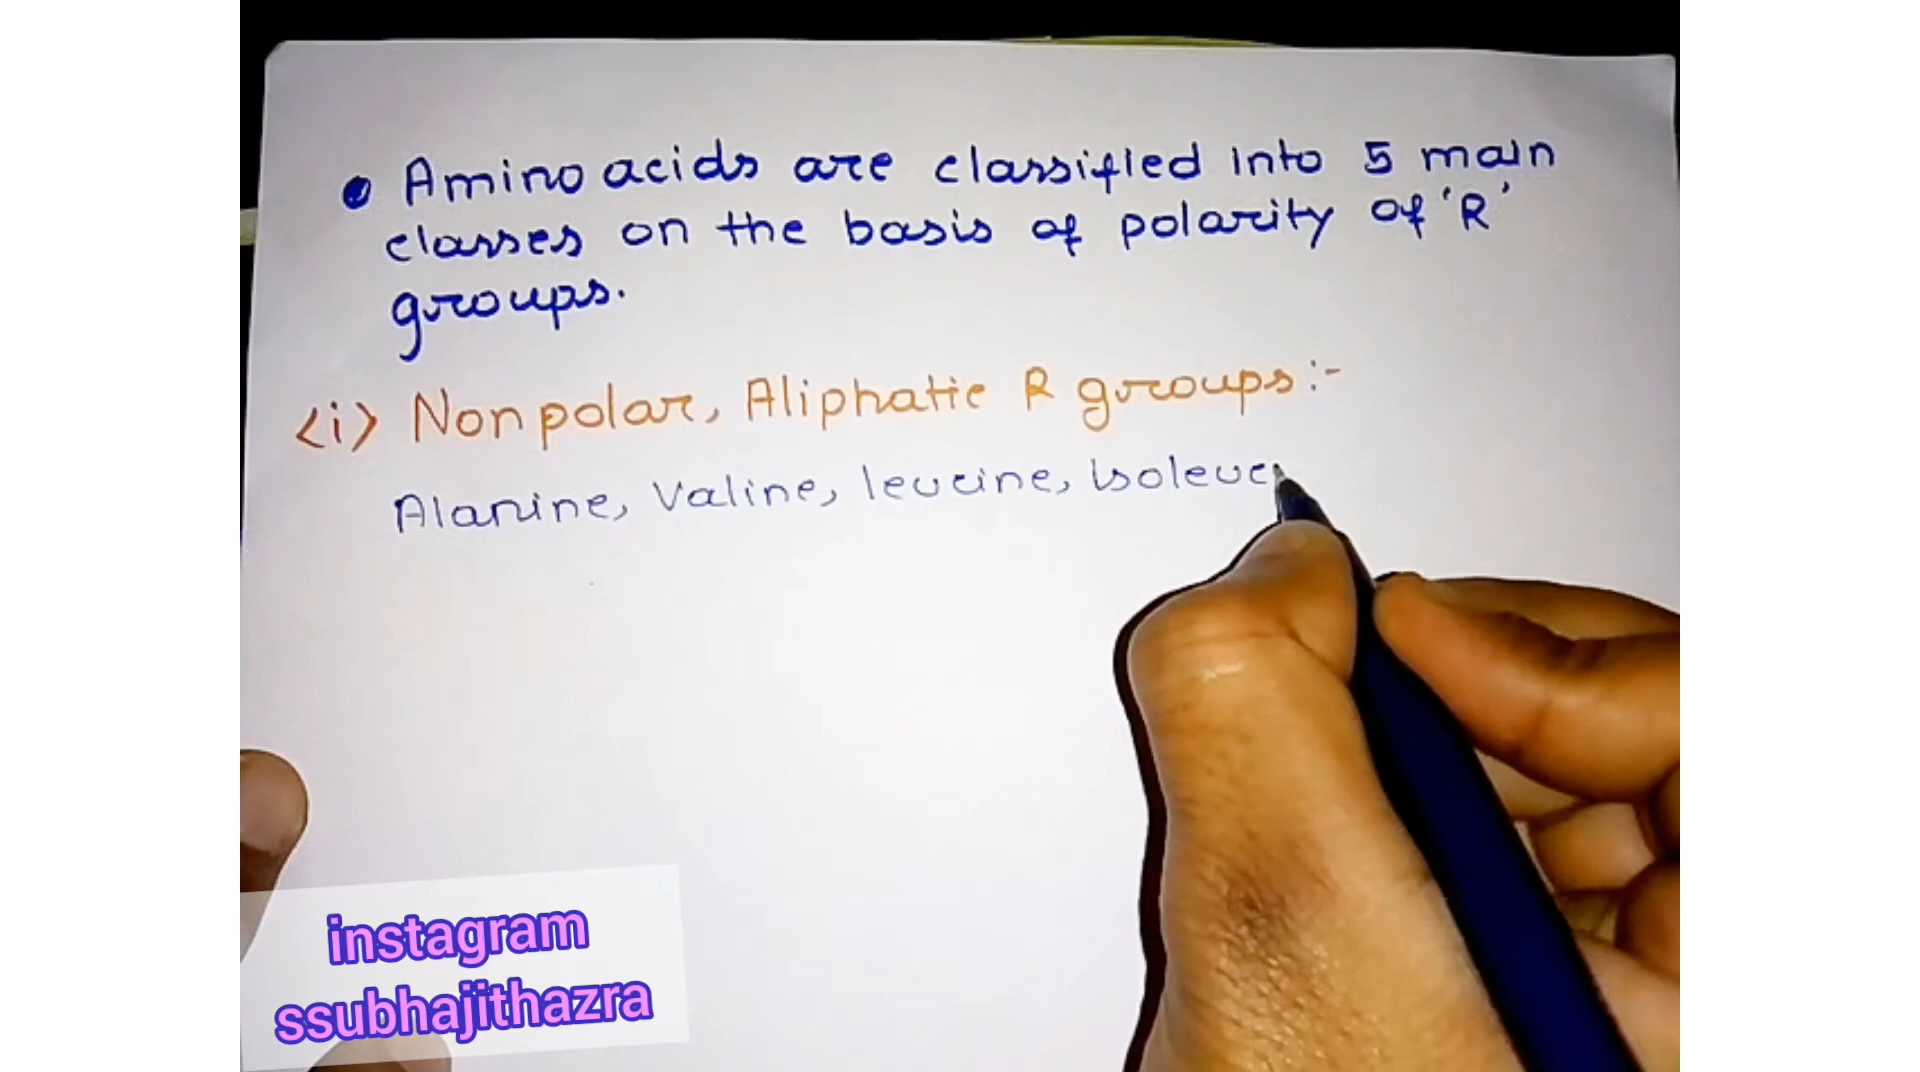 • Amino acids are classified into 5 main
classes on the basis of polarity of 'R'
groups.
<i> Nonpolar, Aliphatic R groups :-
Alanine, Valine, leucine, Isoleuc
instagram
ssubhajithazra